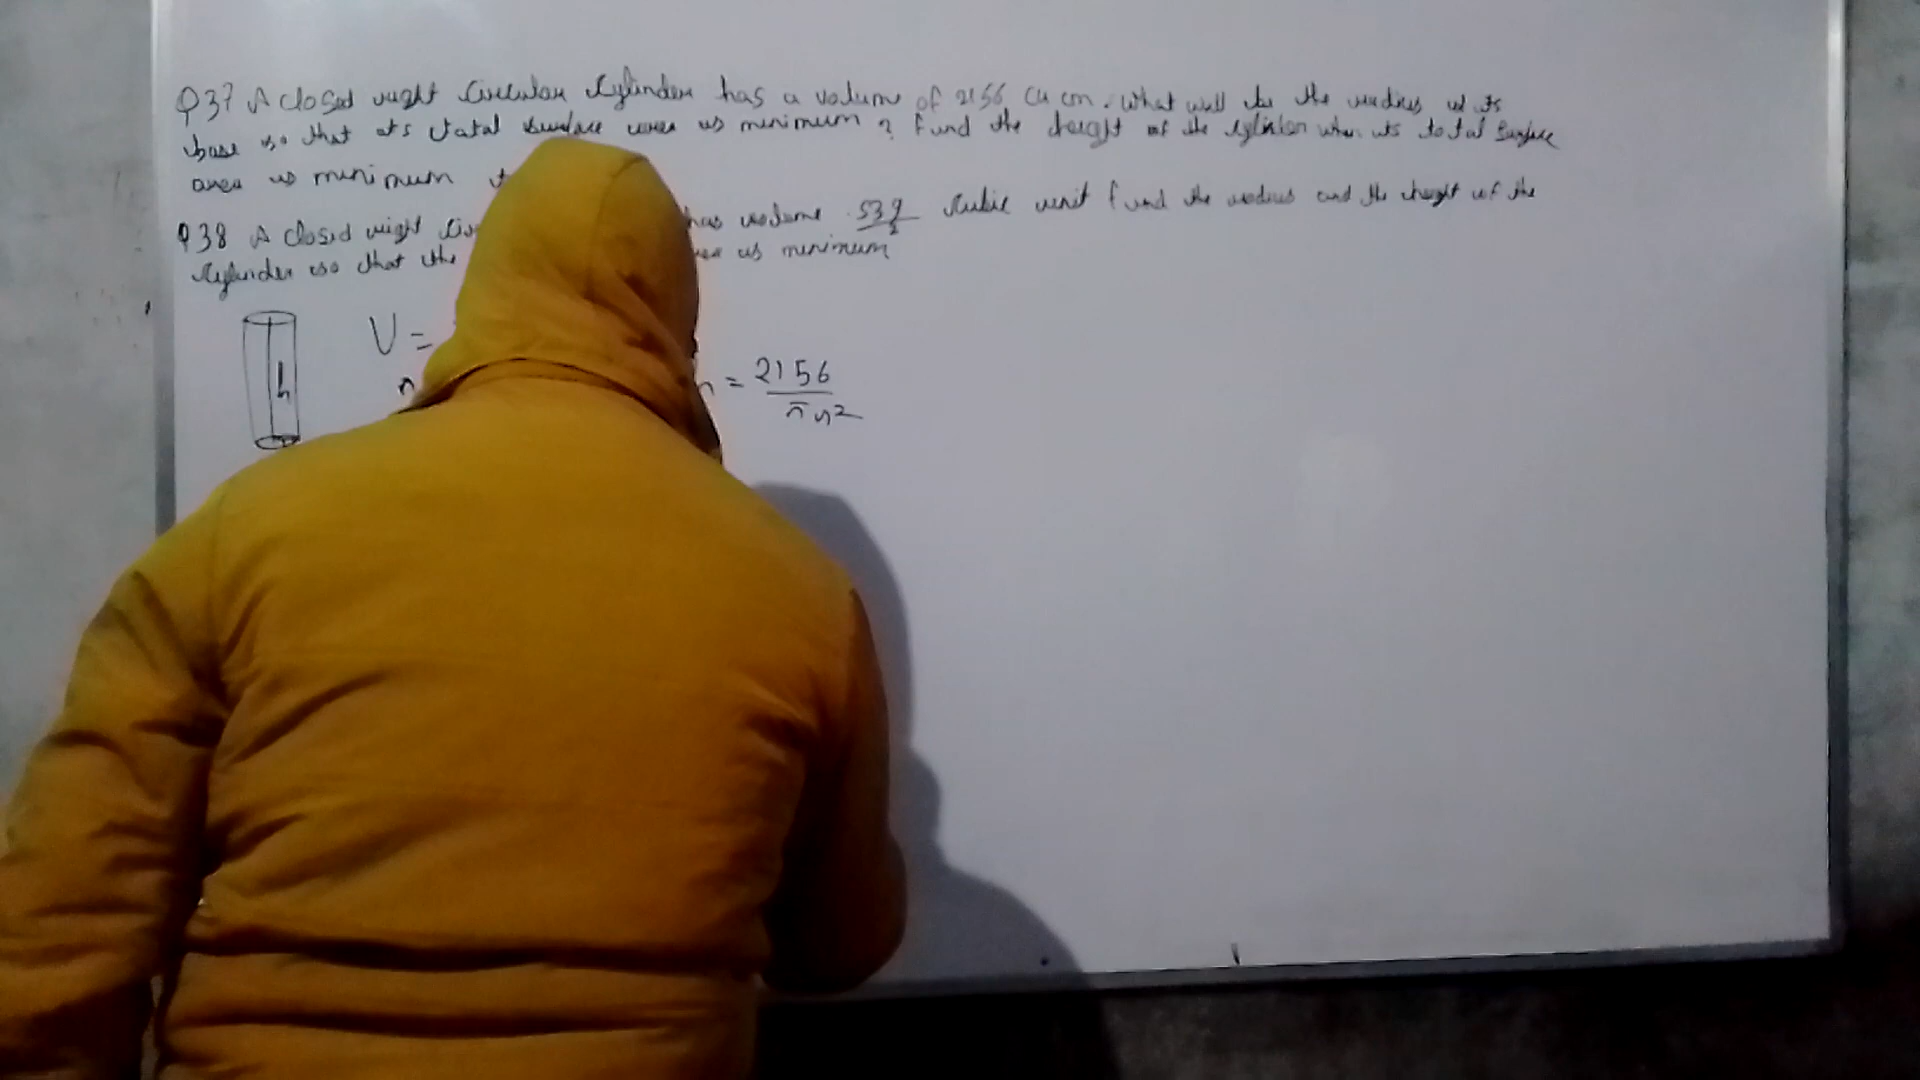 Q37 A closed right circular cylinder has a volume of 2156 cu cm. What will be the radius of its
base so that its total surface area is minimum ? find the height of the cylinder when its total surface
area is minimum
Q38 A closed right has volume 539/2 cubic unit find the radius and the height of the
cylinder so that the is minimum
h
V =
= 2156/πr²